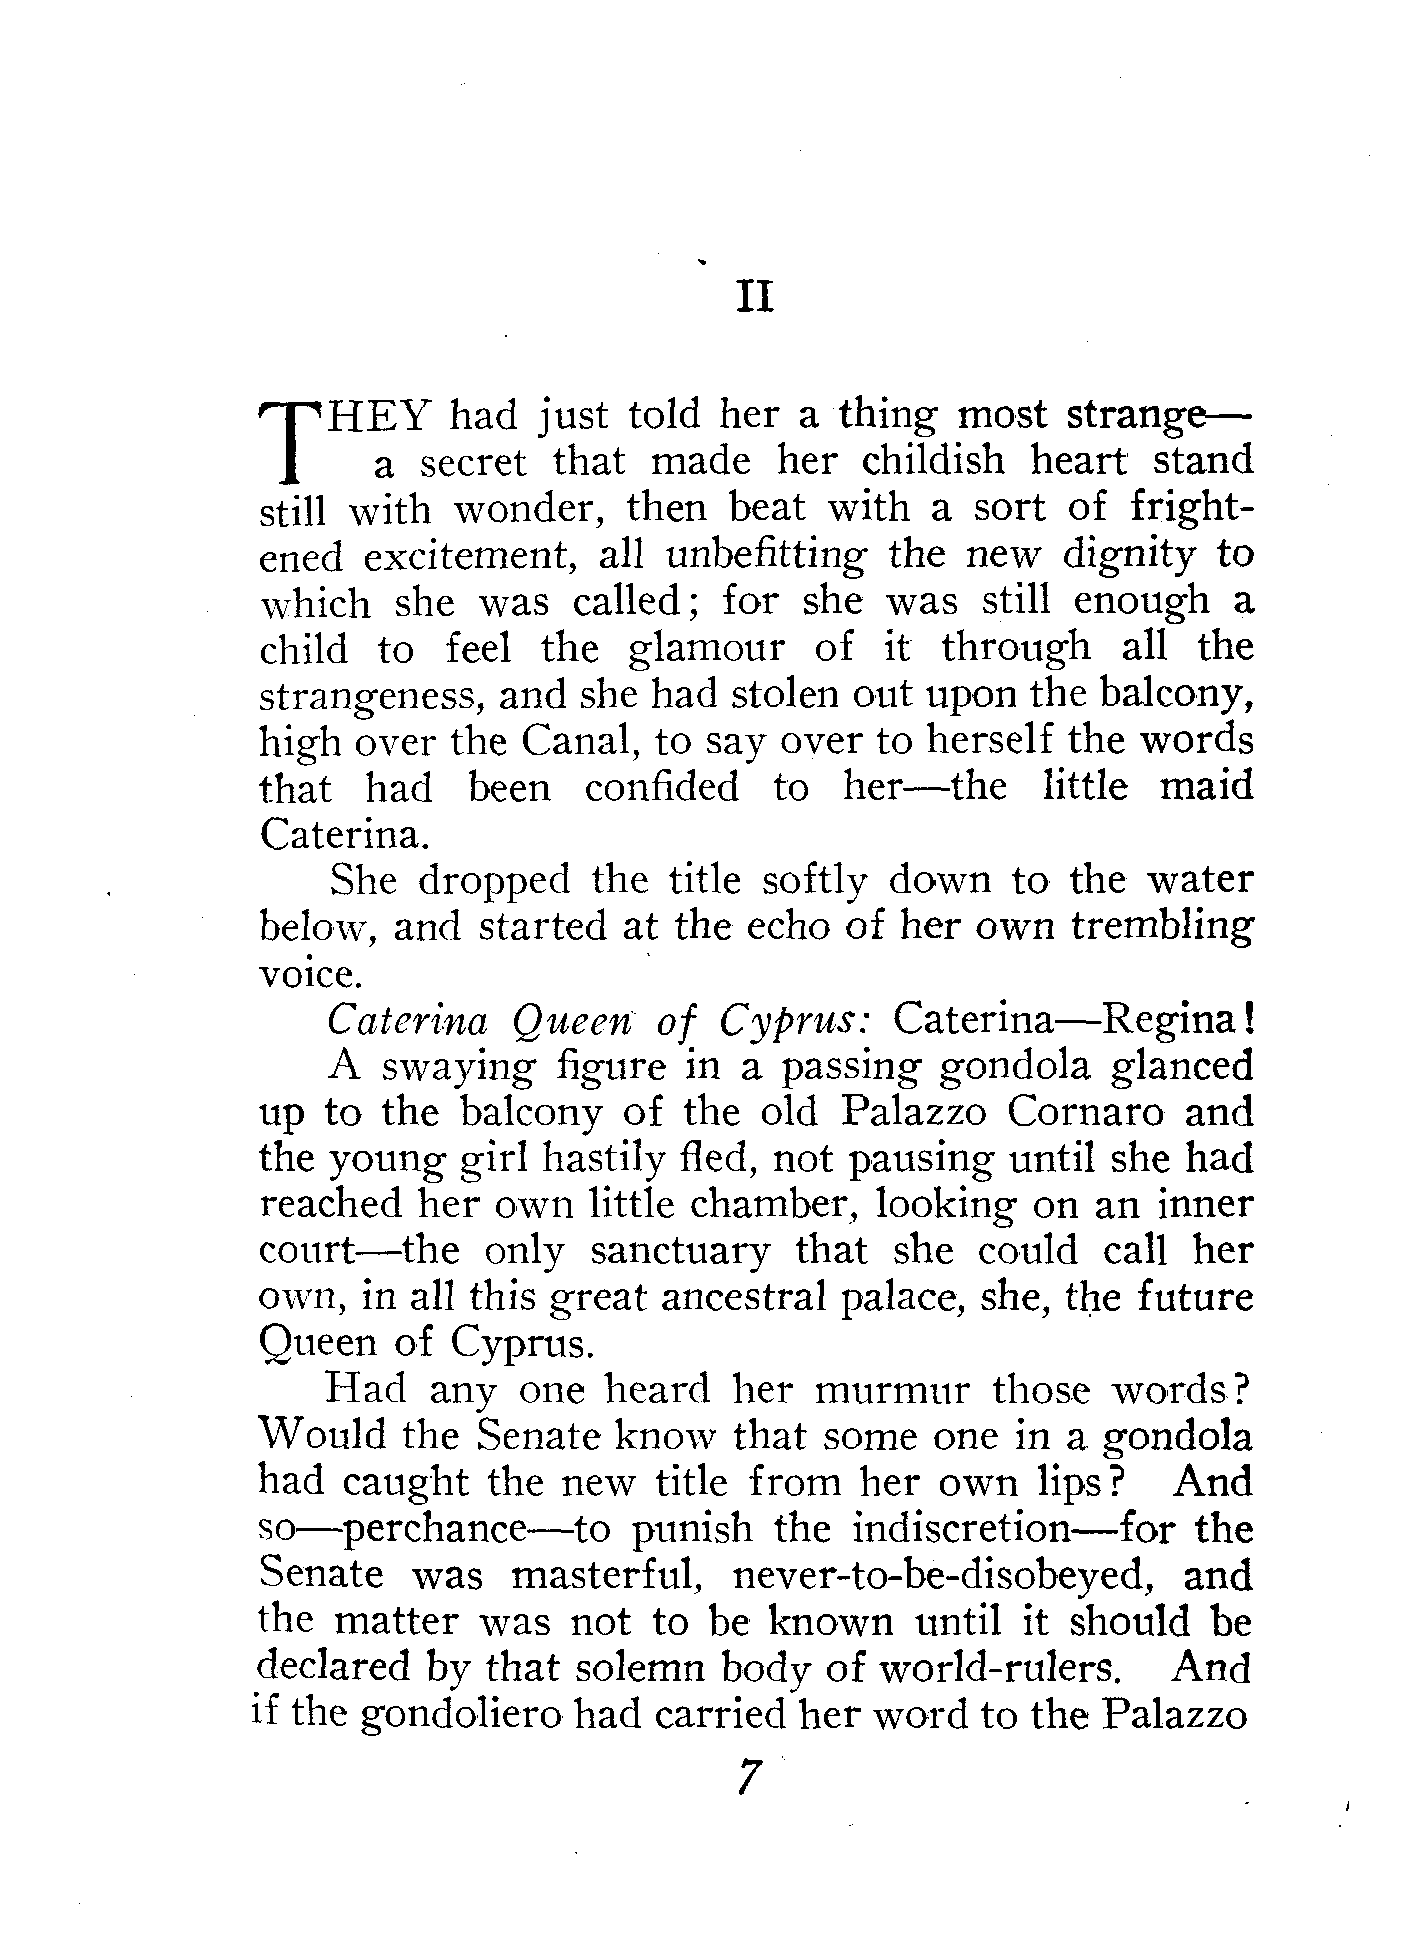 II
THEY had just told her a thing most strange—
a secret that made her childish heart stand
still with wonder, then beat with a sort of fright-
ened excitement, all unbefitting the new dignity to
which she was called; for she was still enough a
child to feel the glamour of it through all the
strangeness, and she had stolen out upon the balcony,
high over the Canal, to say over to herself the words
that had been confided to her—the little maid
Caterina.
She dropped the title softly down to the water
below, and started at the echo of her own trembling
voice.
Caterina Queen of Cyprus: Caterina—Regina!
A swaying figure in a passing gondola glanced
up to the balcony of the old Palazzo Cornaro and
the young girl hastily fled, not pausing until she had
reached her own little chamber, looking on an inner
court—the only sanctuary that she could call her
own, in all this great ancestral palace, she, the future
Queen of Cyprus.
Had any one heard her murmur those words?
Would the Senate know that some one in a gondola
had caught the new title from her own lips? And
so—perchance—to punish the indiscretion—for the
Senate was masterful, never-to-be-disobeyed, and
the matter was not to be known until it should be
declared by that solemn body of world-rulers. And
if the gondoliero had carried her word to the Palazzo
7